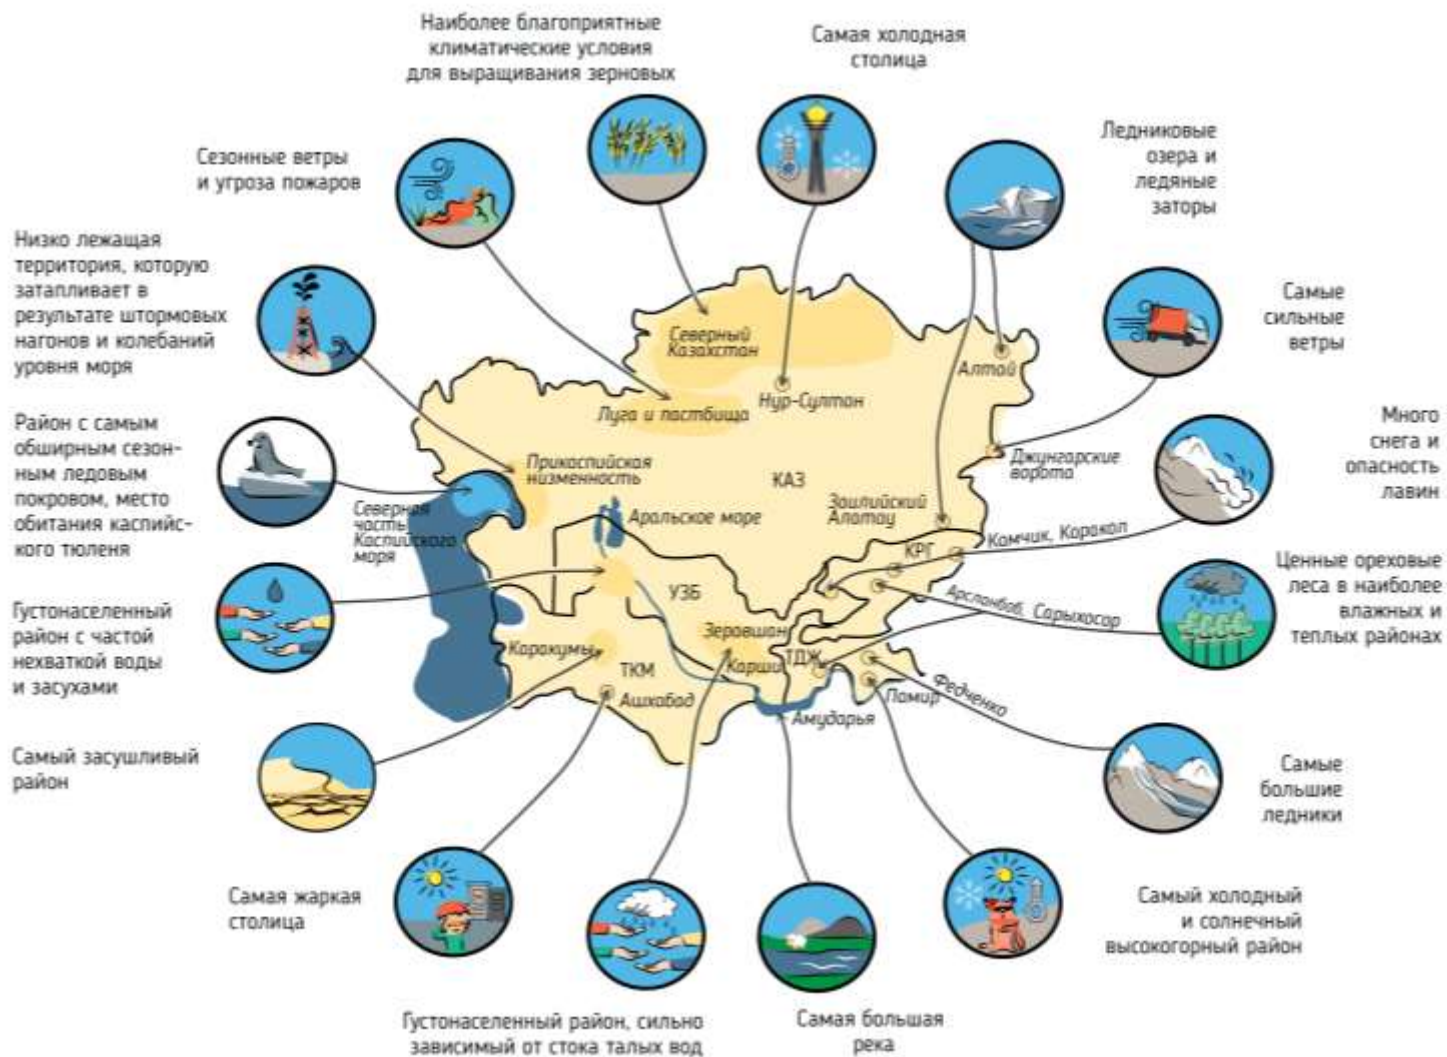 Наиболее благоприятные
климатические условия
для выращивания зерновых
Самая холодная
столица
Ледниковые
озера и
ледяные
заторы
Сезонные ветры
и угроза пожаров
Низко лежащая
территория, которую
затапливает в
результате штормовых
нагонов и колебаний
уровня моря
Самые
сильные
ветры
Район с самым
обширным сезон-
ным ледовым
покровом, место
обитания каспийс-
кого тюленя
Много
снега и
опасность
лавин
Густонаселенный
район с частой
нехваткой воды
и засухами
Ценные ореховые
леса в наиболее
влажных и
теплых районах
Самый засушливый
район
Самые
большие
ледники
Самая жаркая
столица
Самый холодный
и солнечный
высокогорный район
Густонаселенный район, сильно
зависимый от стока талых вод
Самая большая
река
Северный
Казахстан
Алтай
Нур-Султан
Луга и пастбища
Джунгарские
ворота
Прикаспийская
низменность
КАЗ
Заилийский
Алатау
Северная
часть
Каспийского
моря
Аральское море
КРГ
Комчик, Каракол
УЗБ
Арсланбоб, Сарыхосор
Зеравшан
Каракумы
ТКМ
Карши
ТДЖ
Федченко
Ашхабад
Памир
Амударья